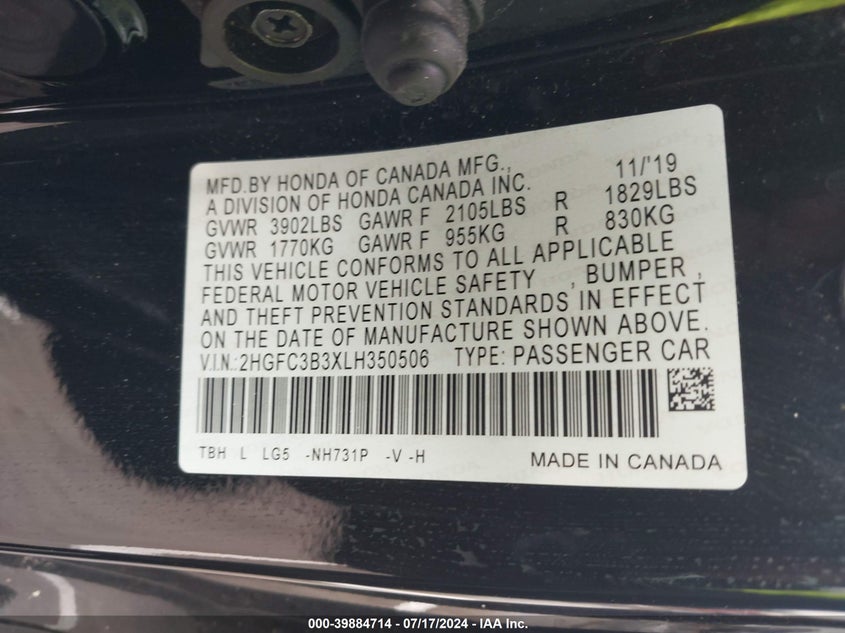 MFD.BY HONDA OF CANADA MFG., 11/'19
A DIVISION OF HONDA CANADA INC.
GVWR 3902LBS GAWR F 2105LBS R 1829LBS
GVWR 1770KG GAWR F 955KG R 830KG
THIS VEHICLE CONFORMS TO ALL APPLICABLE
FEDERAL MOTOR VEHICLE SAFETY , BUMPER ,
AND THEFT PREVENTION STANDARDS IN EFFECT
ON THE DATE OF MANUFACTURE SHOWN ABOVE.
V.I.N.:2HGFC3B3XLH350506 TYPE: PASSENGER CAR
TBH L LG5 -NH731P -V -H MADE IN CANADA
000-39884714 - 07/17/2024 - IAA Inc.